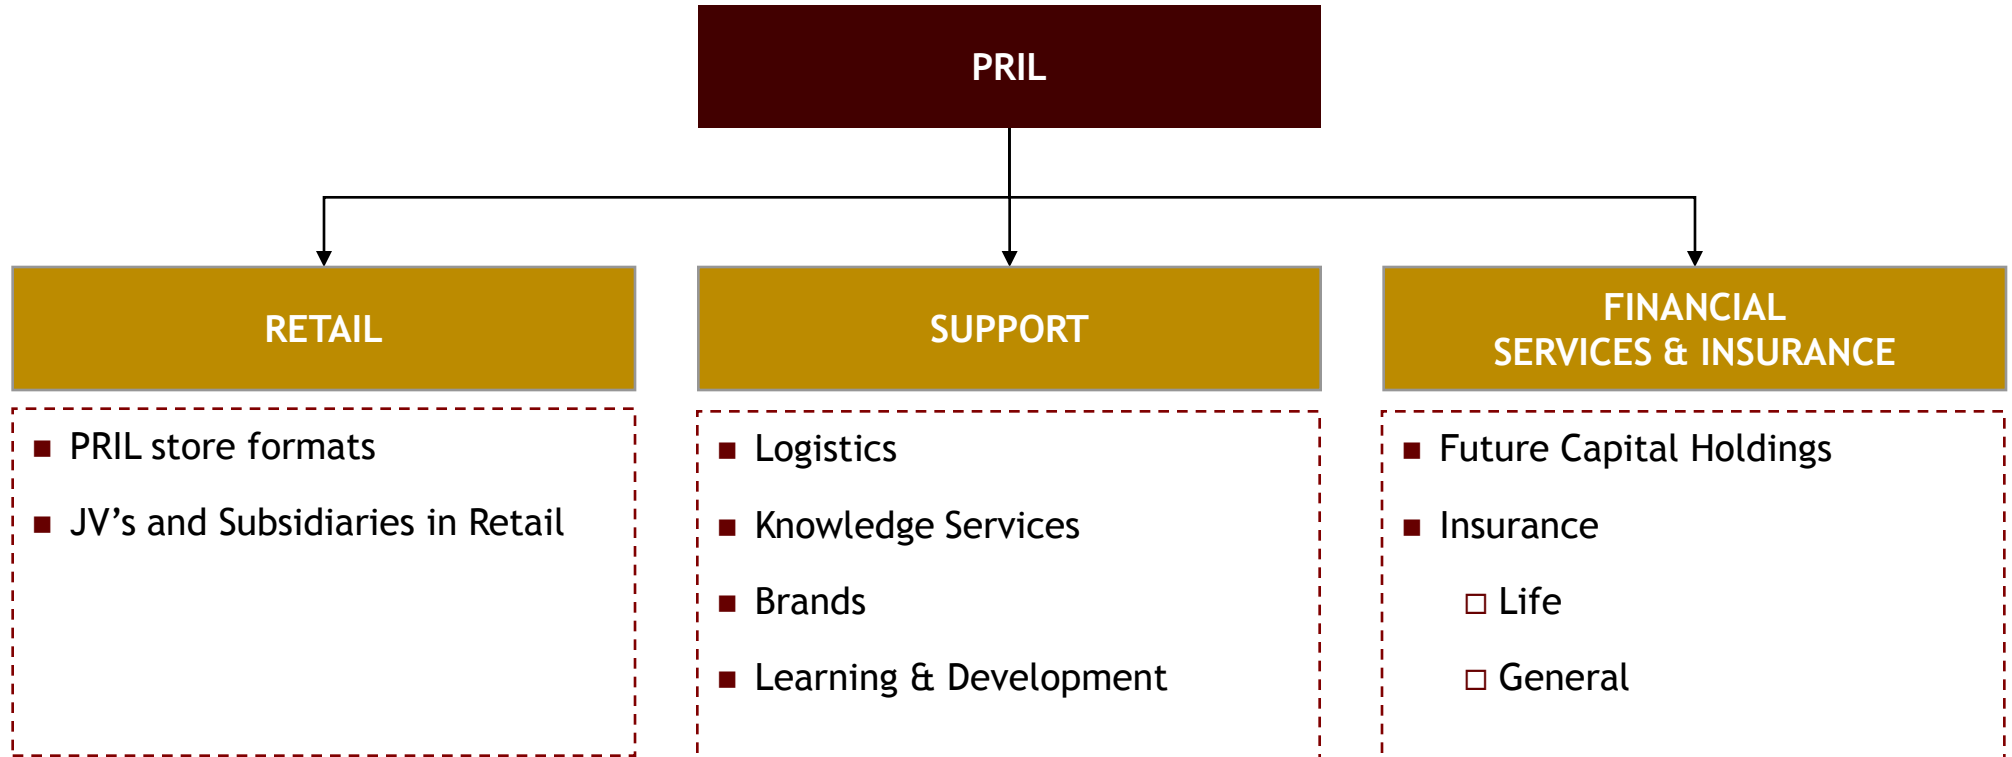 PRIL
RETAIL
PRIL store formats
JV’s and Subsidiaries in Retail
SUPPORT
Logistics
Knowledge Services
Brands
Learning & Development
FINANCIAL
SERVICES & INSURANCE
Future Capital Holdings
Insurance
Life
General